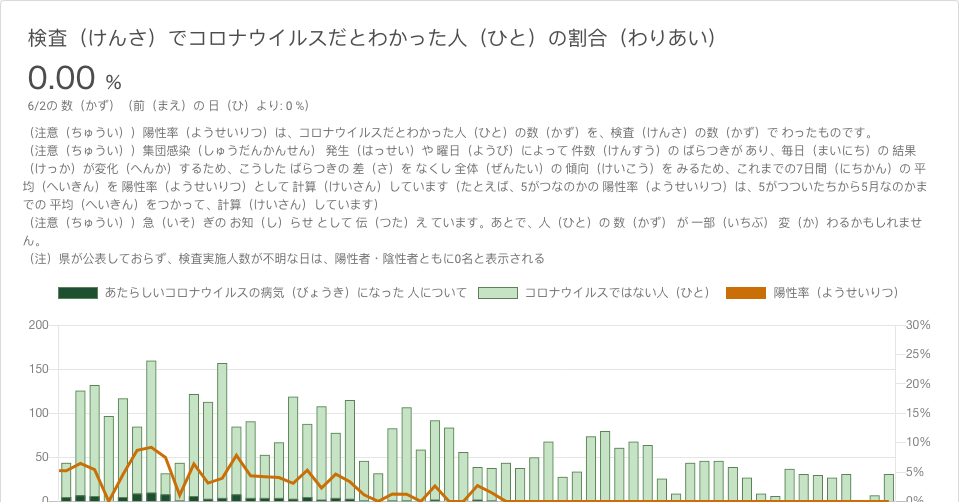 検査（けんさ）でコロナウイルスだとわかった人（ひと）の割合（わりあい）
0.00 %
6/2の 数（かず）（前（まえ）の 日（ひ）より: 0 %）
（注意（ちゅうい））陽性率（ようせいりつ）は、コロナウイルスだとわかった人（ひと）の数（かず）を、検査（けんさ）の数（かず）で わったものです。
（注意（ちゅうい））集団感染（しゅうだんかんせん） 発生（はっせい）や 曜日（ようび）によって 件数（けんすう）の ばらつきが あり、毎日（まいにち）の 結果
（けっか）が変化（へんか）するため、こうした ばらつきの 差（さ）を なくし 全体（ぜんたい）の 傾向（けいこう）を みるため、これまでの7日間（にちかん）の 平
均（へいきん）を 陽性率（ようせいりつ）として 計算（けいさん）しています（たとえば、5がつなのかの 陽性率（ようせいりつ）は、5がつついたちから5月なのかま
での 平均（へいきん）をつかって、計算（けいさん）しています）
（注意（ちゅうい））急（いそ）ぎの お知（し）らせ として 伝（つた）え ています。あとで、人（ひと）の 数（かず） が 一部（いちぶ） 変（か）わるかもしれませ
ん。
（注）県が公表しておらず、検査実施人数が不明な日は、陽性者・陰性者ともに0名と表示される
あたらしいコロナウイルスの病気（びょうき）になった 人について コロナウイルスではない人（ひと） 陽性率（ようせいりつ）
200 30%
25%
150
20%
100 15%
10%
50
5%
0 0%